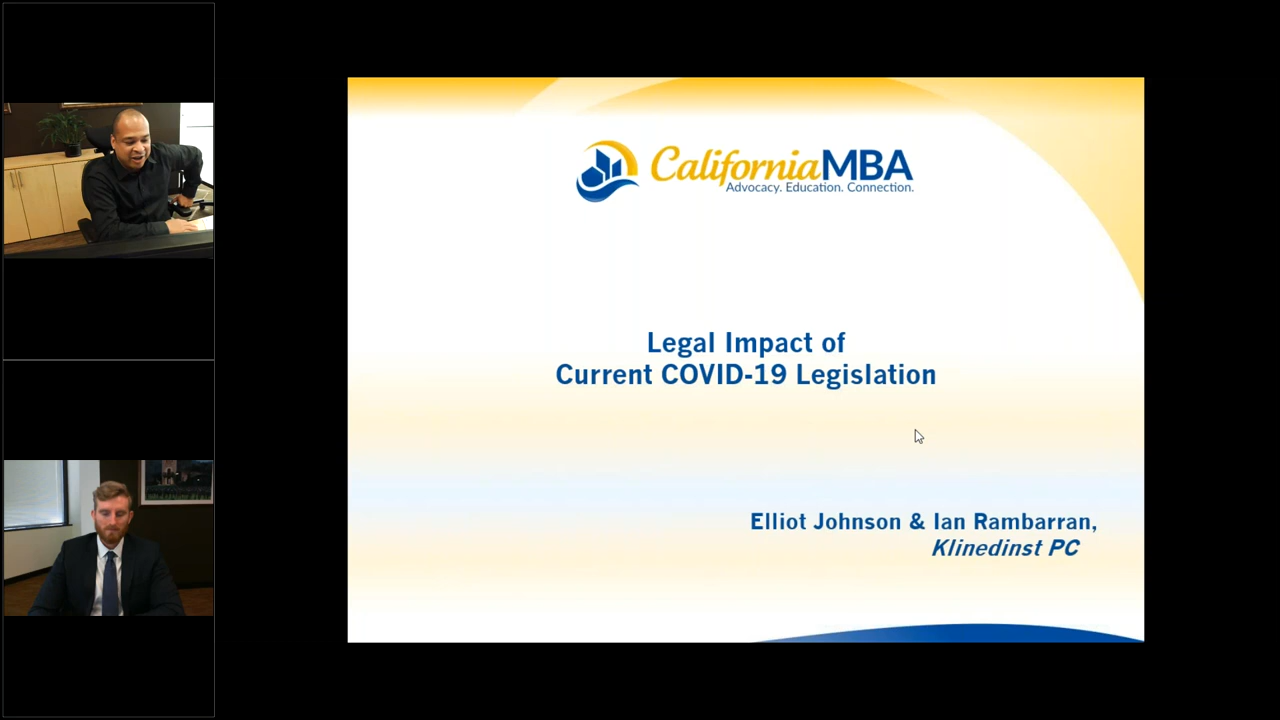 CaliforniaMBA
Advocacy. Education. Connection.
Legal Impact of
Current COVID-19 Legislation
Elliot Johnson & Ian Rambarran,
Klinedinst PC